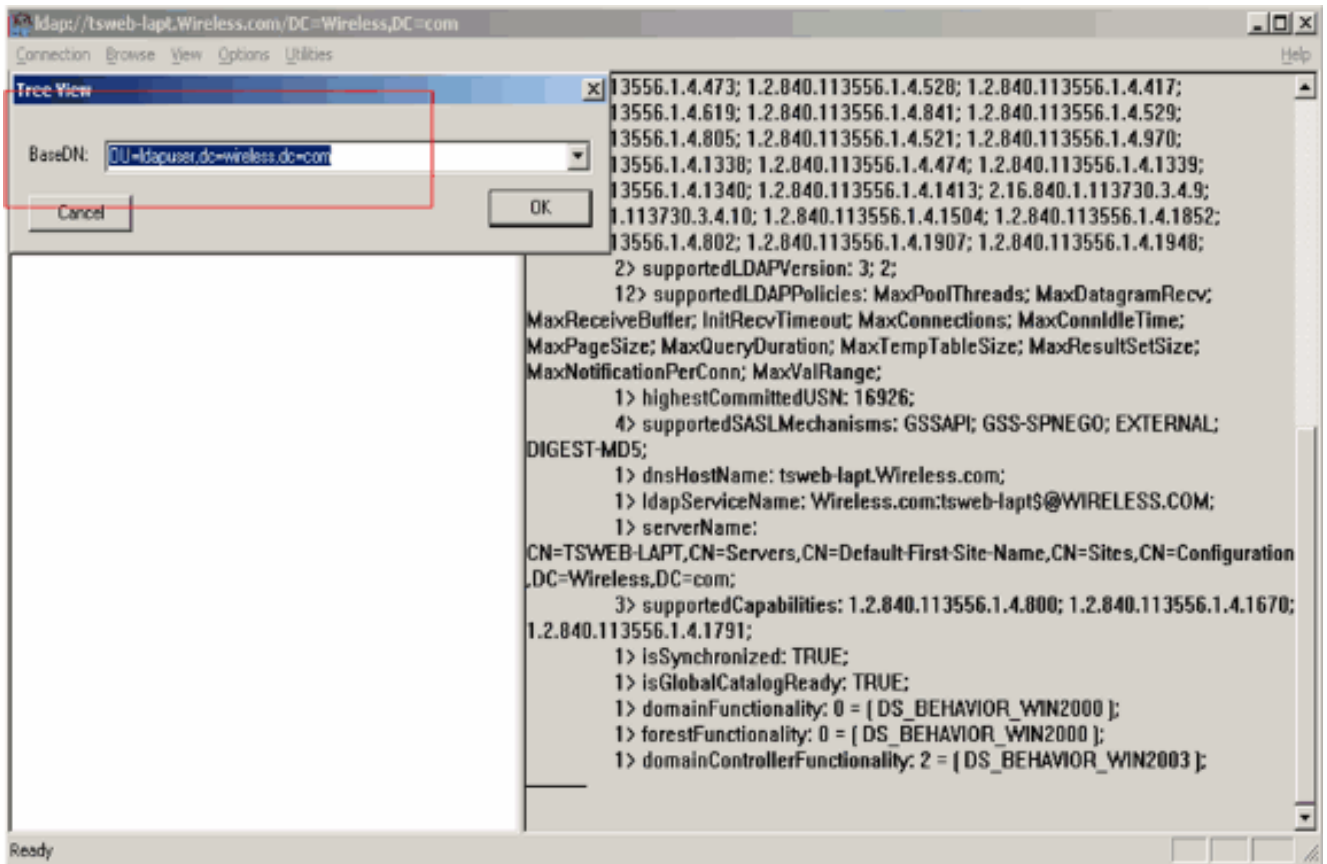 ldap://tsweb-lapt.Wireless.com/DC=Wireless,DC=com
Connection Browse View Options Utilities Help
Tree View
BaseDN: OU=ldapuser,dc=wireless,dc=com
Cancel OK
13556.1.4.473; 1.2.840.113556.1.4.528; 1.2.840.113556.1.4.417;
13556.1.4.619; 1.2.840.113556.1.4.841; 1.2.840.113556.1.4.529;
13556.1.4.805; 1.2.840.113556.1.4.521; 1.2.840.113556.1.4.970;
13556.1.4.1338; 1.2.840.113556.1.4.474; 1.2.840.113556.1.4.1339;
13556.1.4.1340; 1.2.840.113556.1.4.1413; 2.16.840.1.113730.3.4.9;
1.113730.3.4.10; 1.2.840.113556.1.4.1504; 1.2.840.113556.1.4.1852;
13556.1.4.802; 1.2.840.113556.1.4.1907; 1.2.840.113556.1.4.1948;
2> supportedLDAPVersion: 3; 2;
12> supportedLDAPPolicies: MaxPoolThreads; MaxDatagramRecv;
MaxReceiveBuffer; InitRecvTimeout; MaxConnections; MaxConnIdleTime;
MaxPageSize; MaxQueryDuration; MaxTempTableSize; MaxResultSetSize;
MaxNotificationPerConn; MaxValRange;
1> highestCommittedUSN: 16926;
4> supportedSASLMechanisms: GSSAPI; GSS-SPNEGO; EXTERNAL;
DIGEST-MD5;
1> dnsHostName: tsweb-lapt.Wireless.com;
1> ldapServiceName: Wireless.com:tsweb-lapt$@WIRELESS.COM;
1> serverName:
CN=TSWEB-LAPT,CN=Servers,CN=Default-First-Site-Name,CN=Sites,CN=Configuration
,DC=Wireless,DC=com;
3> supportedCapabilities: 1.2.840.113556.1.4.800; 1.2.840.113556.1.4.1670;
1.2.840.113556.1.4.1791;
1> isSynchronized: TRUE;
1> isGlobalCatalogReady: TRUE;
1> domainFunctionality: 0 = ( DS_BEHAVIOR_WIN2000 );
1> forestFunctionality: 0 = ( DS_BEHAVIOR_WIN2000 );
1> domainControllerFunctionality: 2 = ( DS_BEHAVIOR_WIN2003 );
Ready